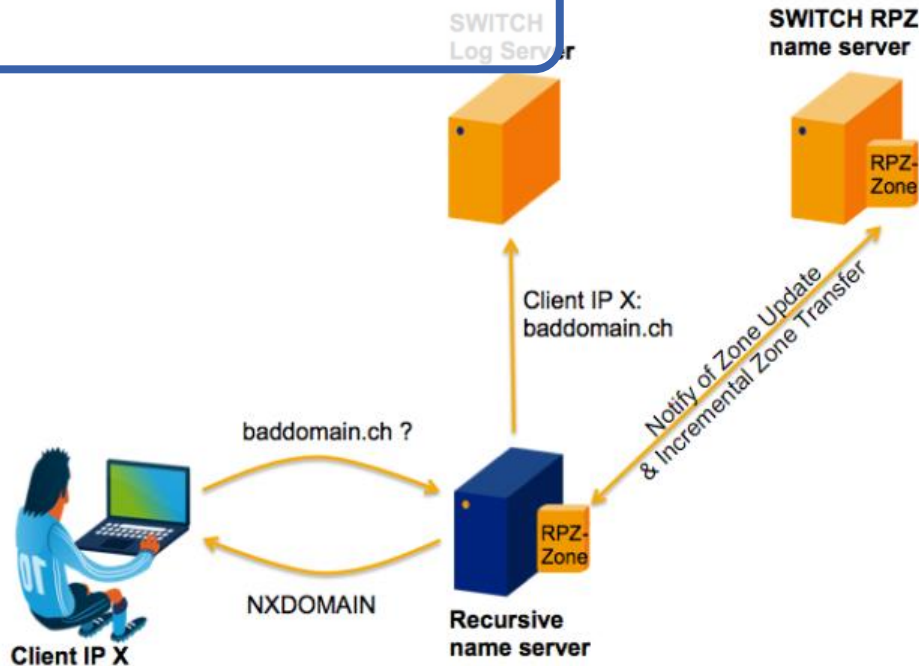 SWITCH
Log Server
SWITCH RPZ
name server
RPZ-
Zone
Client IP X:
baddomain.ch
Notify of Zone Update
& Incremental Zone Transfer
baddomain.ch ?
RPZ-
Zone
NXDOMAIN
Recursive
name server
10
Client IP X